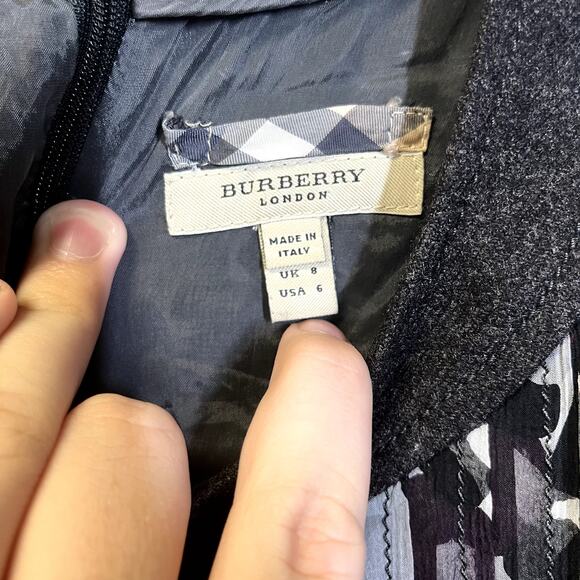 BURBERRY
LONDON
MADE IN
ITALY
UK 8
USA 6